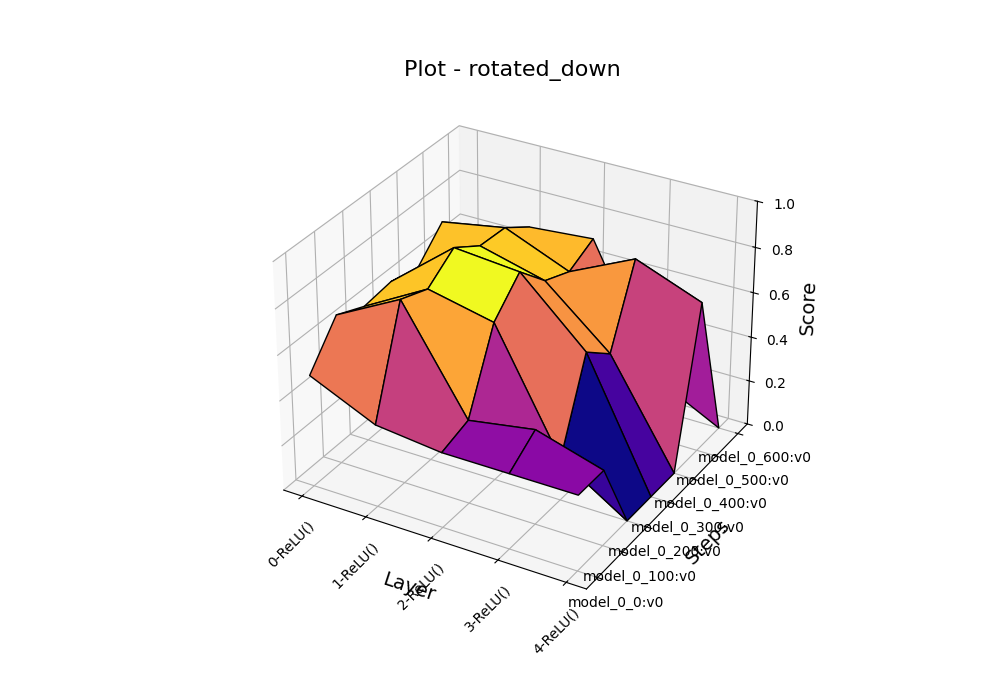 Plot - rotated_down
1.0
0.8
0.6
0.4
0.2
0.0
Score
model_0_600:v0
model_0_500:v0
model_0_400:v0
model_0_300:v0
model_0_200:v0
model_0_100:v0
model_0_0:v0
Steps
0-ReLU()
1-ReLU()
2-ReLU()
3-ReLU()
4-ReLU()
Layer